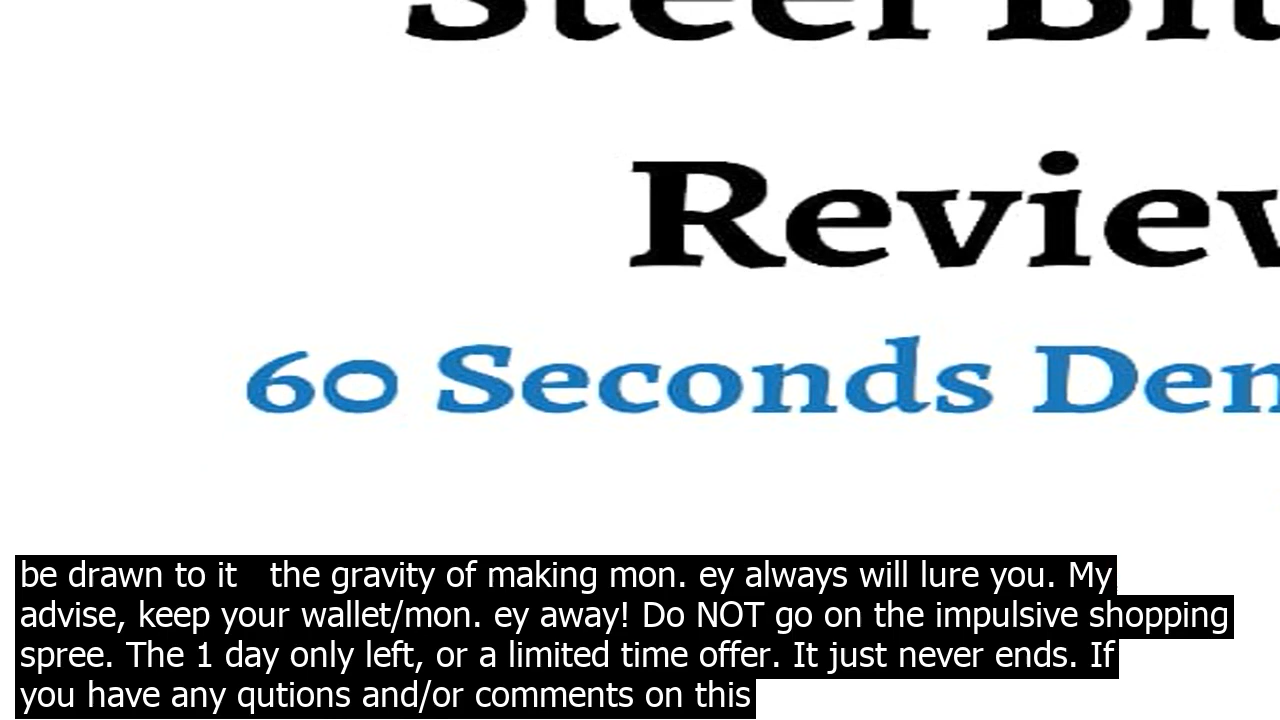 Steel Bit
Review
60 Seconds Den
be drawn to it   the gravity of making mon. ey always will lure you. My
advise, keep your wallet/mon. ey away! Do NOT go on the impulsive shopping
spree. The 1 day only left, or a limited time offer. It just never ends. If
you have any qutions and/or comments on this